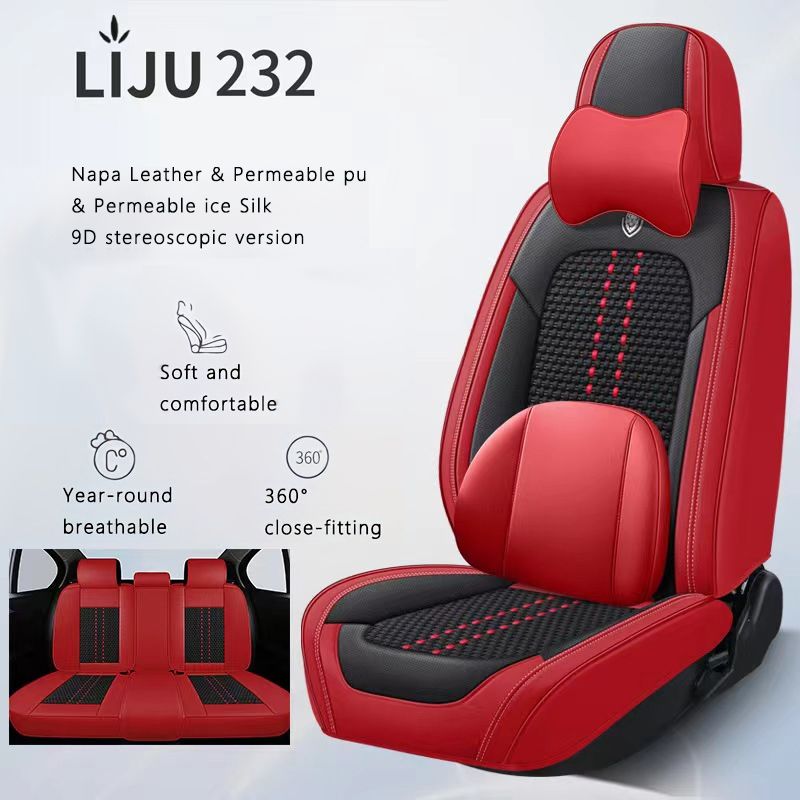 LIJU 232
Napa Leather & Permeable pu
& Permeable ice Silk
9D stereoscopic version
Soft and
comfortable
C°
360°
Year-round
breathable
360°
close-fitting